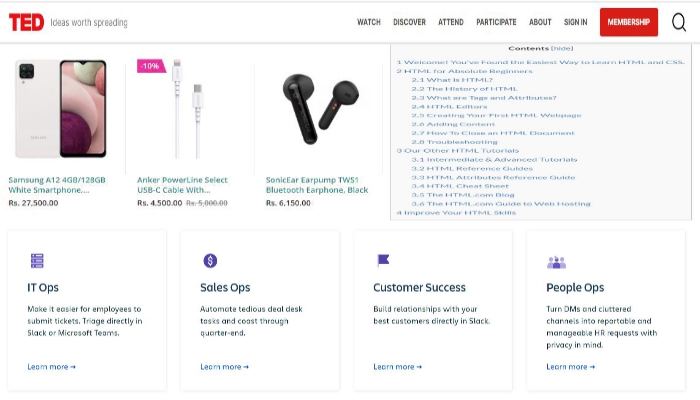 TED Ideas worth spreading
WATCH DISCOVER ATTEND PARTICIPATE ABOUT SIGN IN MEMBERSHIP
-10%
Samsung A12 4GB/128GB
White Smartphone,...
Rs. 27,500.00
Anker PowerLine Select
USB-C Cable With...
Rs. 4,500.00 Rs. 5,000.00
SonicEar Earpump TWS1
Bluetooth Earphone, Black
Rs. 6,150.00
Contents [hide]
1 Welcome! You've Found the Easiest Way to Learn HTML and CSS.
2 HTML for Absolute Beginners
2.1 What is HTML?
2.2 The History of HTML
2.3 What are Tags and Attributes?
2.4 HTML Editors
2.5 Creating Your First HTML Webpage
2.6 Adding Content
2.7 How To Close an HTML Document
2.8 Troubleshooting
3 Our Other HTML Tutorials
3.1 Intermediate & Advanced Tutorials
3.2 HTML Reference Guides
3.3 HTML Attributes Reference Guide
3.4 HTML Cheat Sheet
3.5 The HTML.com Blog
3.6 The HTML.com Guide to Web Hosting
4 Improve Your HTML Skills
IT Ops
Make it easier for employees to
submit tickets. Triage directly in
Slack or Microsoft Teams.
Learn more →
Sales Ops
Automate tedious deal desk
tasks and coast through
quarter-end.
Learn more →
Customer Success
Build relationships with your
best customers directly in Slack.
Learn more →
People Ops
Turn DMs and cluttered
channels into reportable and
manageable HR requests with
privacy in mind.
Learn more →